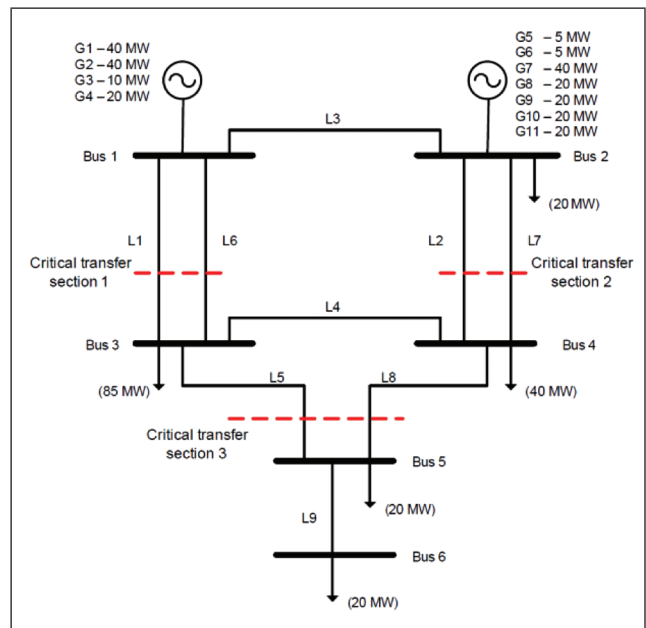 G1 – 40 MW
G2 – 40 MW
G3 – 10 MW
G4 – 20 MW
G5 – 5 MW
G6 – 5 MW
G7 – 40 MW
G8 – 20 MW
G9 – 20 MW
G10 – 20 MW
G11 – 20 MW
L3
Bus 1
Bus 2
(20 MW)
L1
L6
L2
L7
Critical transfer
section 1
Critical transfer
section 2
L4
Bus 3
Bus 4
(85 MW)
L5
L8
(40 MW)
Critical transfer
section 3
Bus 5
(20 MW)
L9
Bus 6
(20 MW)